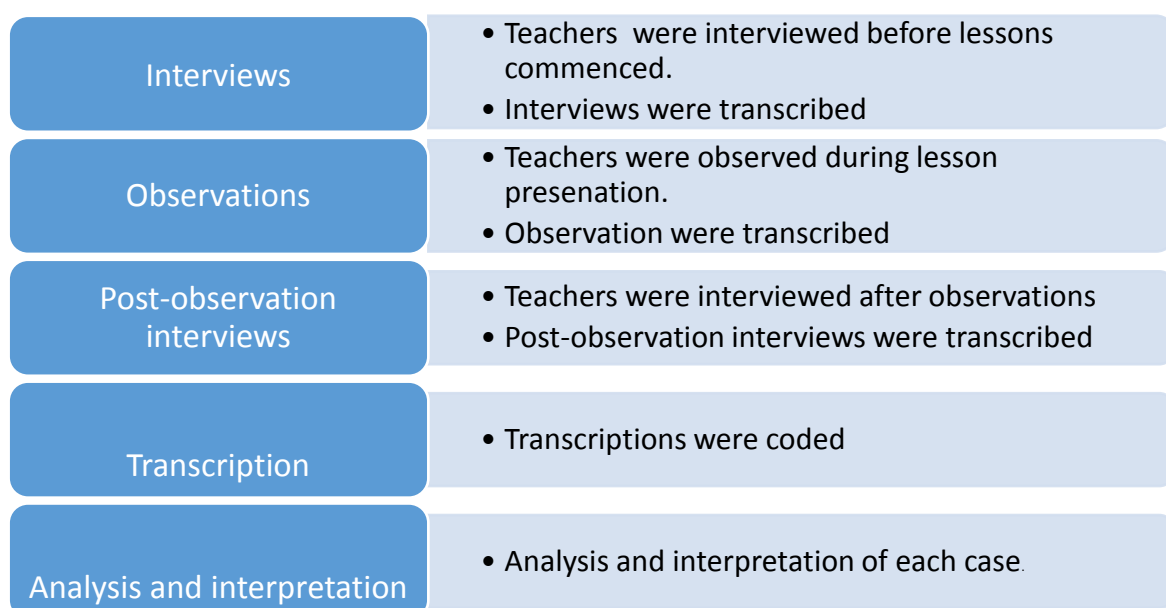 Interviews
• Teachers  were interviewed before lessons
commenced.
• Interviews were transcribed
Observations
• Teachers were observed during lesson
presenation.
• Observation were transcribed
Post-observation
interviews
• Teachers were interviewed after observations
• Post-observation interviews were transcribed
Transcription
• Transcriptions were coded
Analysis and interpretation
• Analysis and interpretation of each case.